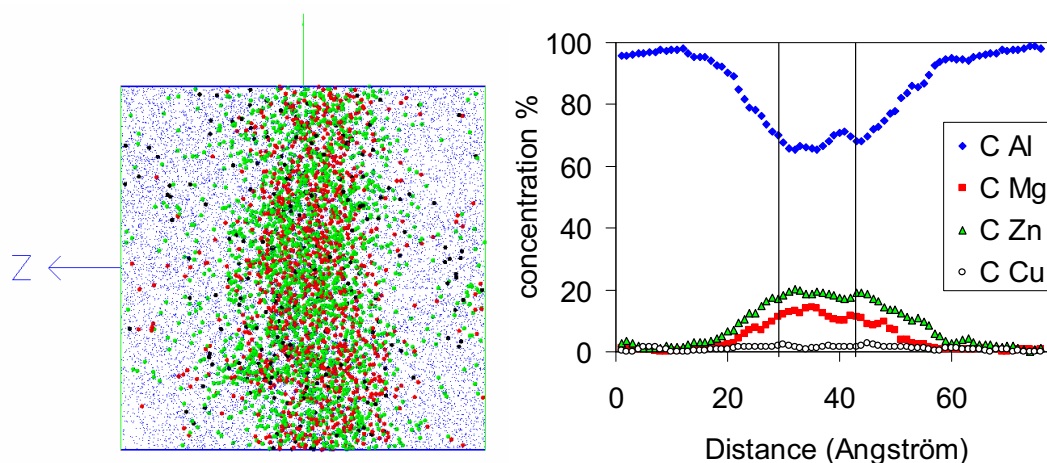 Z
concentration %
100
80
60
40
20
0
0 20 40 60
Distance (Angström)
C Al
C Mg
C Zn
C Cu